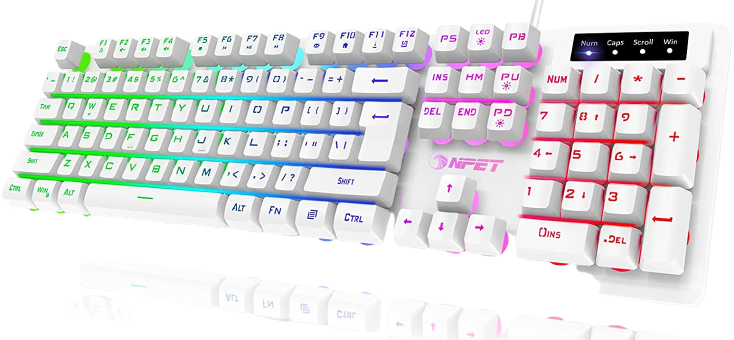 ESC F1 F2 F3 F4 F5 F6 F7 F8 F9 F10 F11 F12 PS LED PB
Num Caps Scroll Win
1! 2@ 3# 4$ 5% 6^ 7& 8* 9( 0) -- =+ ← INS HM PU NUM / * -
TAB Q W E R T Y U I O P [{ ]} ← DEL END PD 7 8↑ 9 +
A S D F G H J K L ;: '" \| NPET 4← 5 6→
SHIFT Z X C V B N M ,< .> /? SHIFT ↑ 1 2↓ 3 ←
CTRL WIN ALT ALT FN CTRL ← ↓ → 0INS .DEL